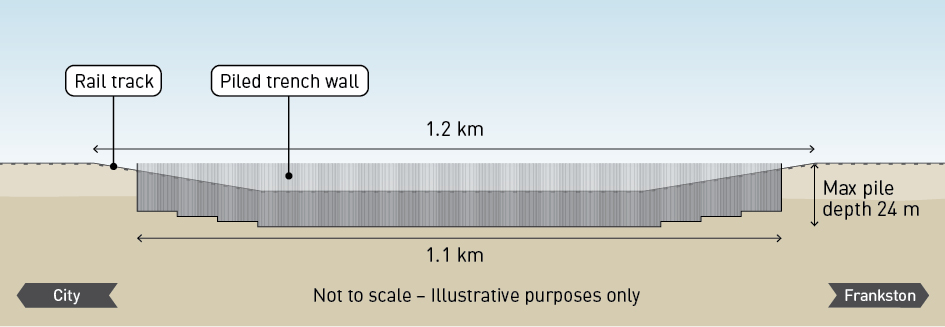 Rail track
Piled trench wall
1.2 km
Max pile
depth 24 m
1.1 km
City
Not to scale – Illustrative purposes only
Frankston